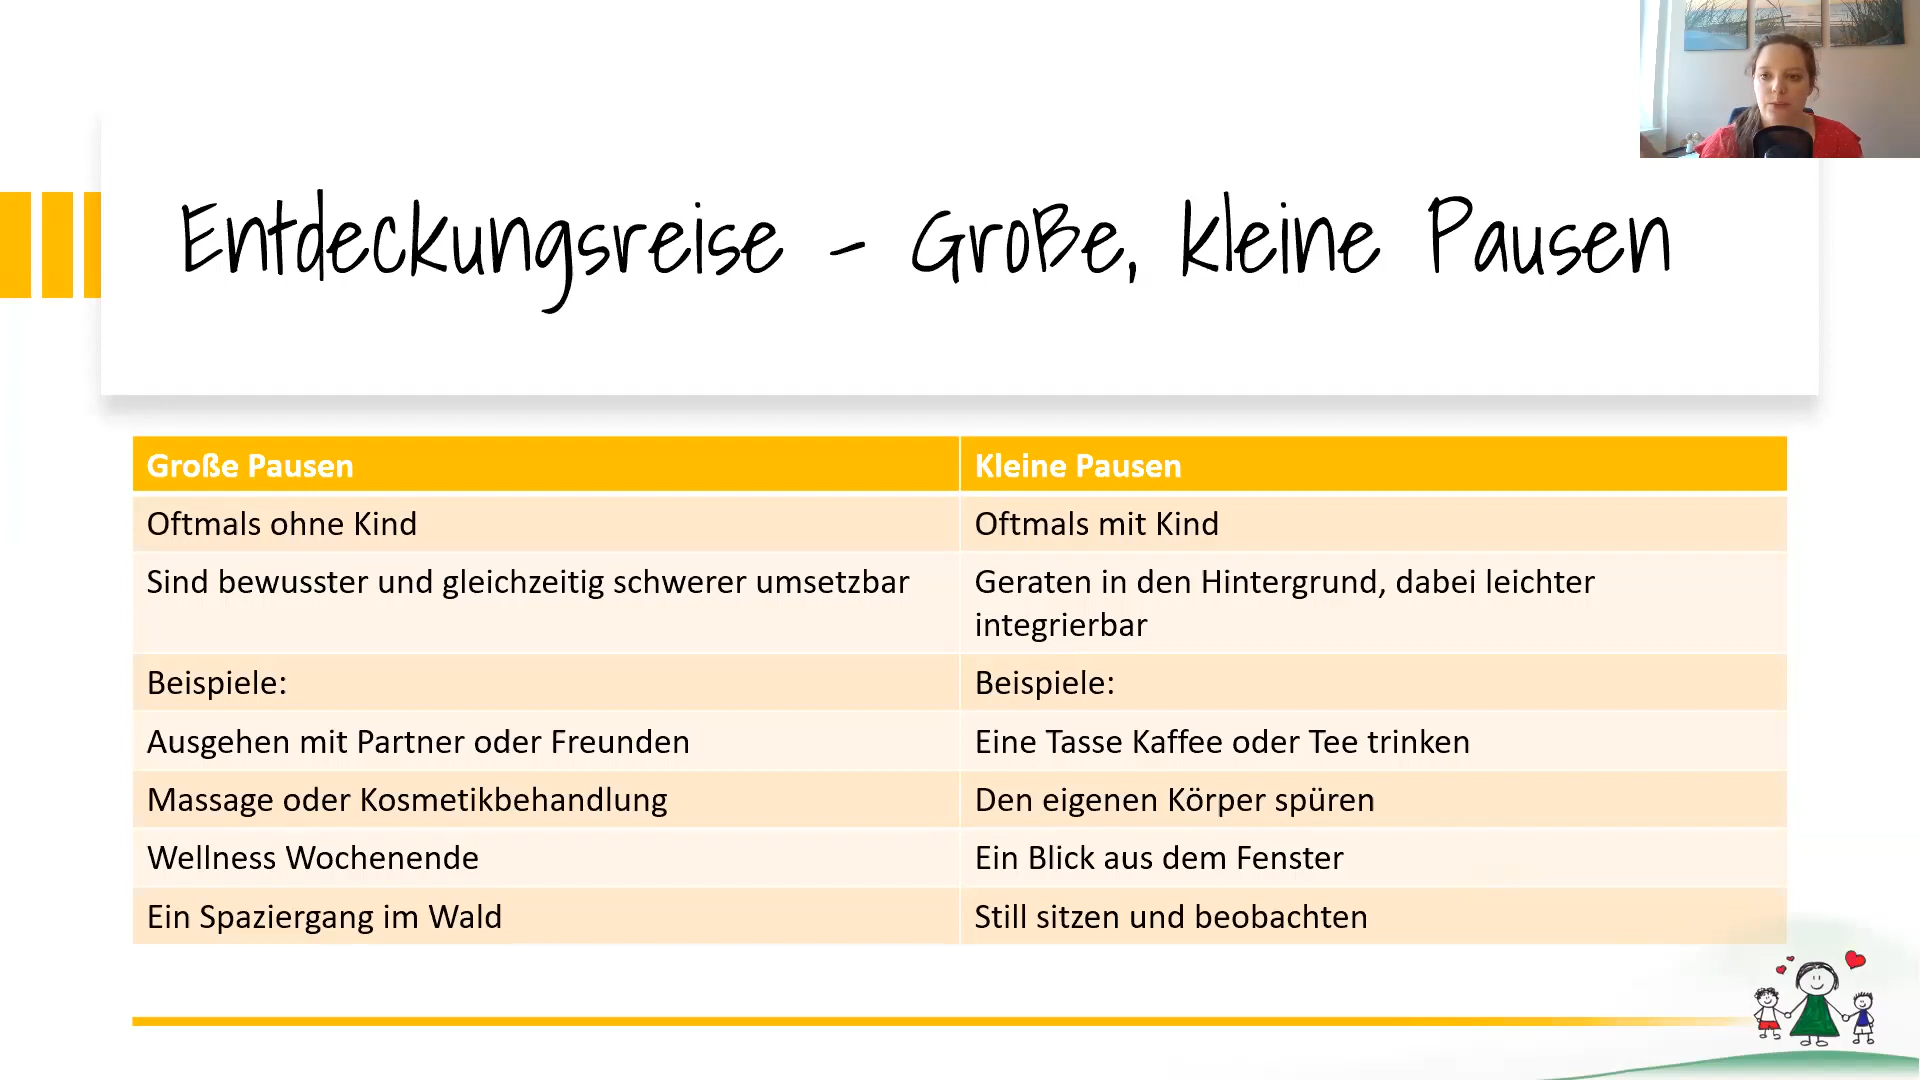 Entdeckungsreise - Große, kleine Pausen
Große Pausen
Kleine Pausen
Oftmals ohne Kind
Oftmals mit Kind
Sind bewusster und gleichzeitig schwerer umsetzbar
Geraten in den Hintergrund, dabei leichter
integrierbar
Beispiele:
Beispiele:
Ausgehen mit Partner oder Freunden
Eine Tasse Kaffee oder Tee trinken
Massage oder Kosmetikbehandlung
Den eigenen Körper spüren
Wellness Wochenende
Ein Blick aus dem Fenster
Ein Spaziergang im Wald
Still sitzen und beobachten